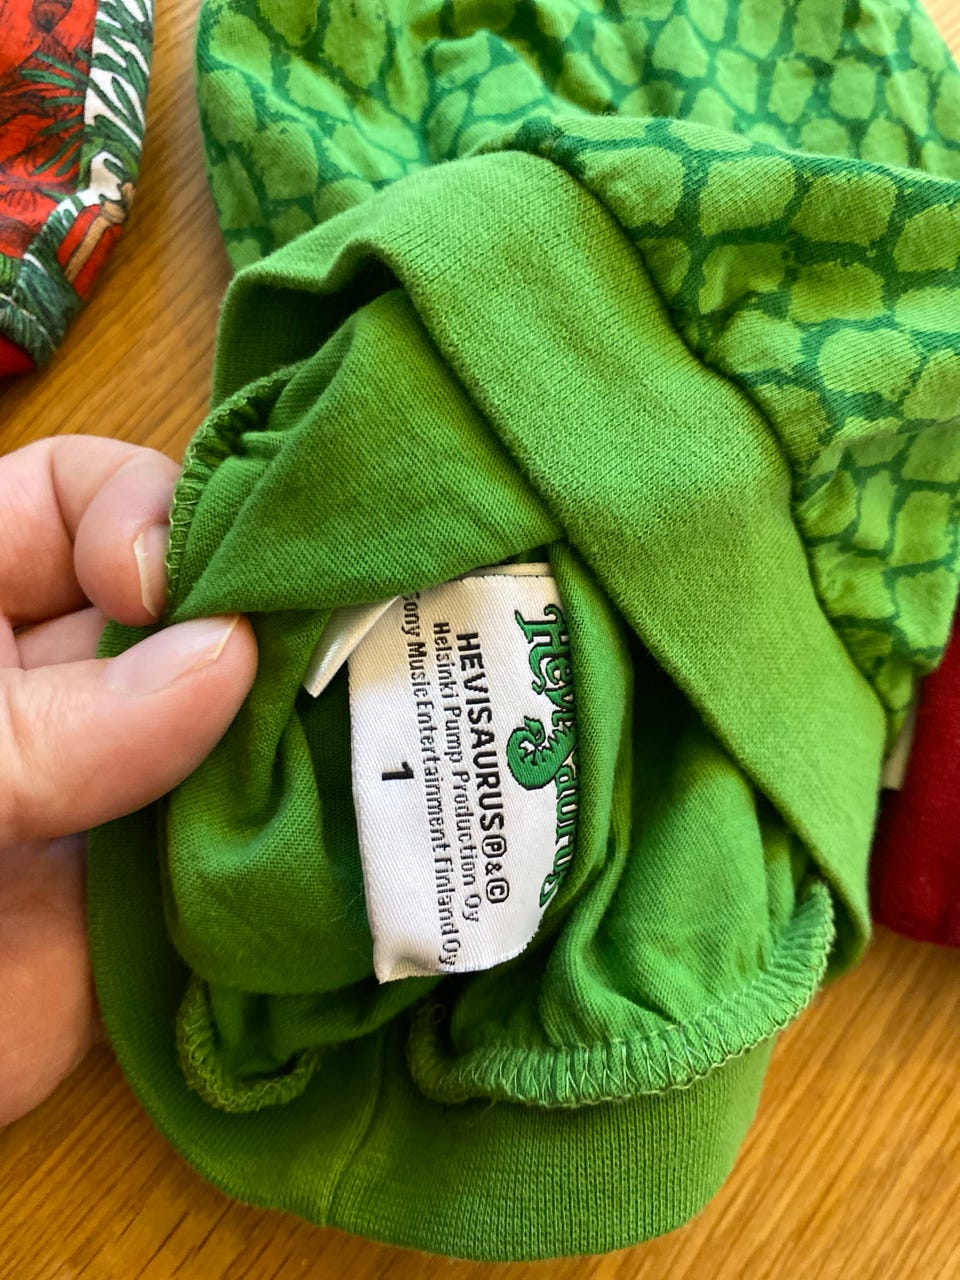 HeviSaurus
HEVISAURUS Ⓟ&Ⓒ
Helsinki Pump Production Oy
Sony Music Entertainment Finland Oy
1